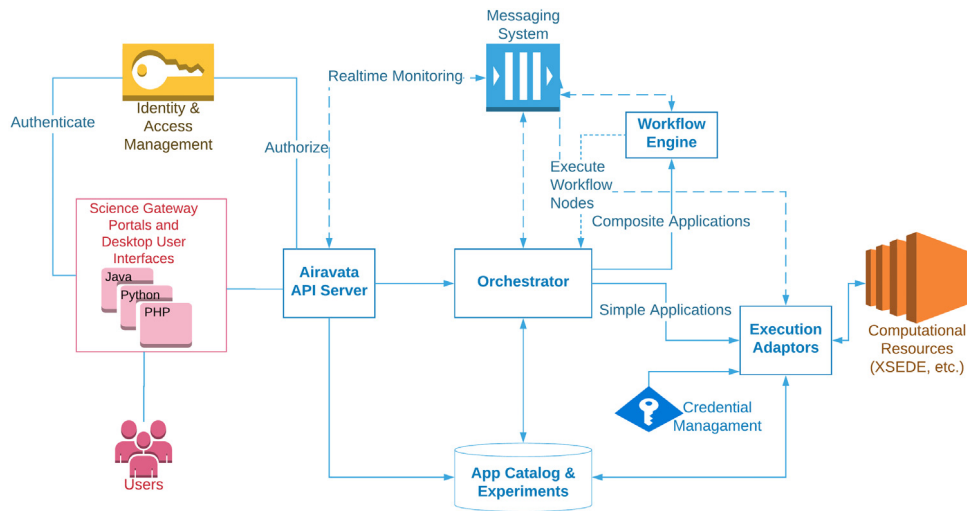 Messaging
System
Realtime Monitoring
Identity &
Access
Management
Authenticate
Authorize
Workflow
Engine
Execute
Workflow
Nodes
Composite Applications
Science Gateway
Portals and
Desktop User
Interfaces
Java
Python
PHP
Airavata
API Server
Orchestrator
Simple Applications
Execution
Adaptors
Computational
Resources
(XSEDE, etc.)
Credential
Managament
App Catalog &
Experiments
Users